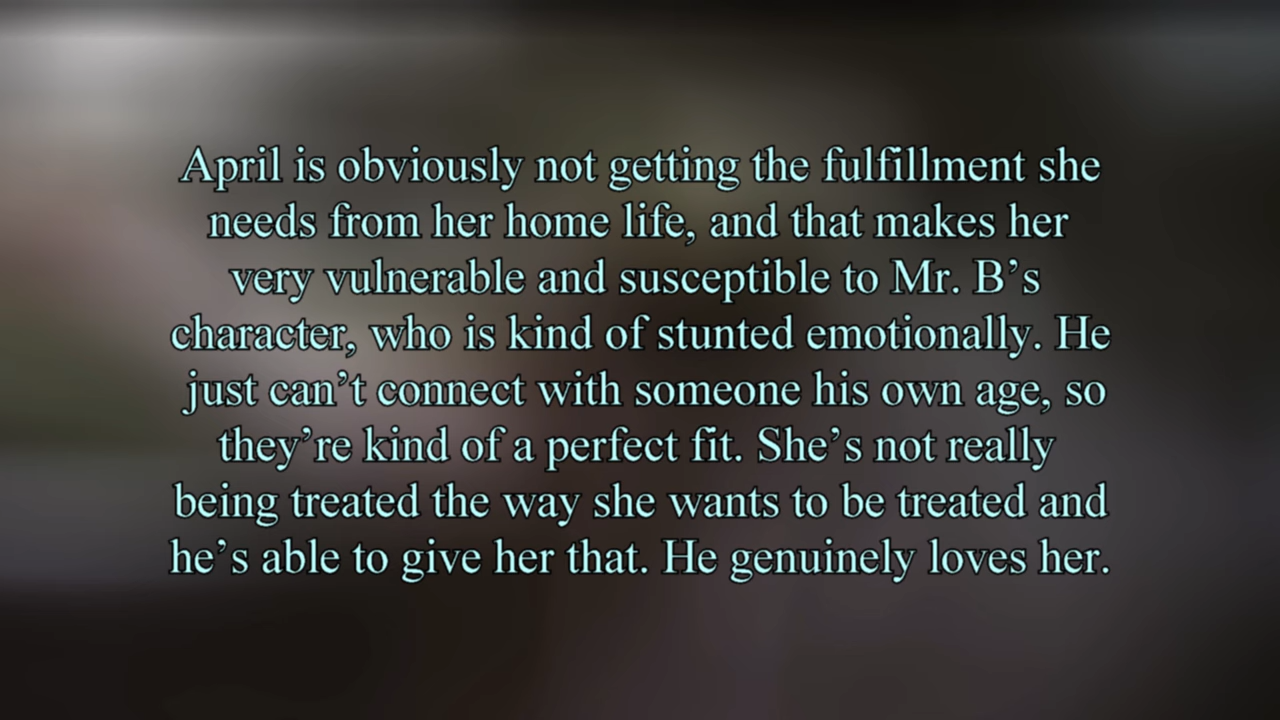 April is obviously not getting the fulfillment she
needs from her home life, and that makes her
very vulnerable and susceptible to Mr. B’s
character, who is kind of stunted emotionally. He
just can’t connect with someone his own age, so
they’re kind of a perfect fit. She’s not really
being treated the way she wants to be treated and
he’s able to give her that. He genuinely loves her.